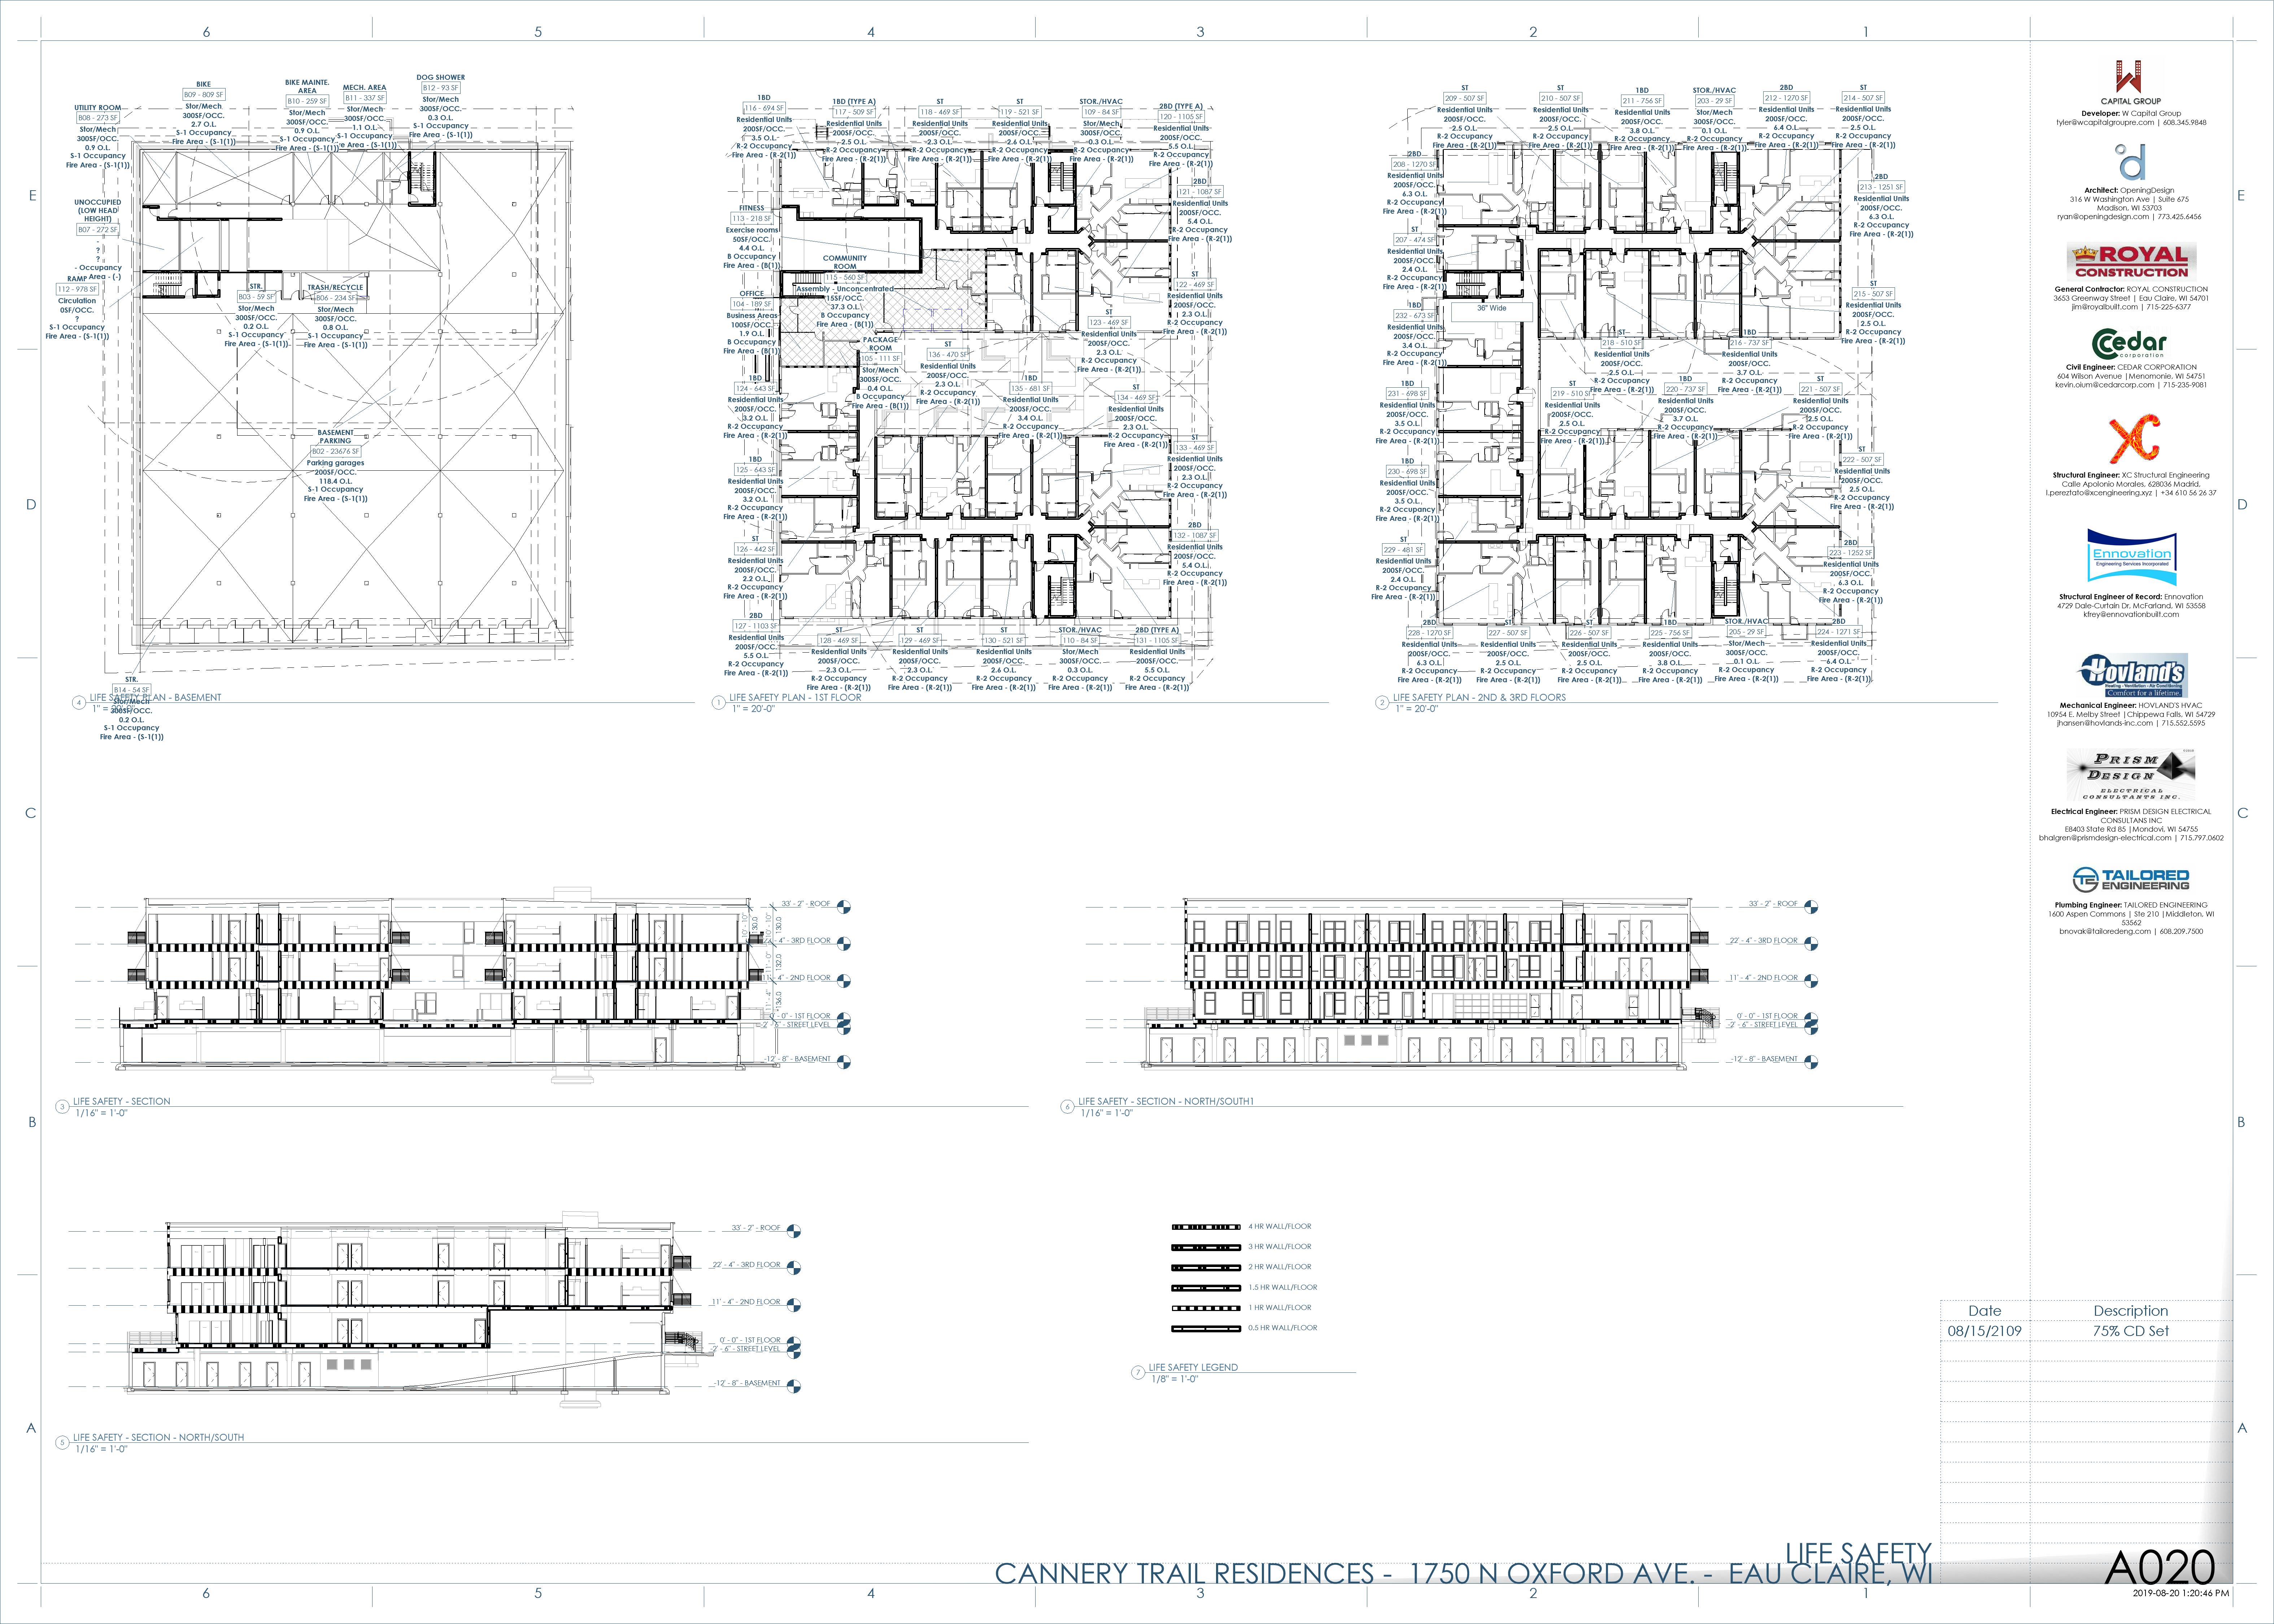 6
5
4
3
2
1
E
D
C
B
A
UTILITY ROOM
B08 - 273 SF
Stor/Mech
300SF/OCC.
0.9 O.L.
S-1 Occupancy
Fire Area - (S-1(1))
BIKE
B09 - 809 SF
Stor/Mech
300SF/OCC.
2.7 O.L.
S-1 Occupancy
Fire Area - (S-1(1))
BIKE MAINTE.
AREA
B10 - 259 SF
Stor/Mech
300SF/OCC.
0.9 O.L.
S-1 Occupancy
Fire Area - (S-1(1))
MECH. AREA
B11 - 337 SF
Stor/Mech
300SF/OCC.
1.1 O.L.
S-1 Occupancy
DOG SHOWER
B12 - 93 SF
Stor/Mech
300SF/OCC.
0.3 O.L.
S-1 Occupancy
Fire Area - (S-1(1))
UNOCCUPIED
(LOW HEAD
HEIGHT)
B07 - 272 SF
-
?
?
- Occupancy
Area - (-)
RAMP
112 - 978 SF
Circulation
0SF/OCC.
?
S-1 Occupancy
Fire Area - (S-1(1))
STR.
B03 - 59 SF
Stor/Mech
300SF/OCC.
0.2 O.L.
S-1 Occupancy
Fire Area - (S-1(1))
TRASH/RECYCLE
B06 - 234 SF
Stor/Mech
300SF/OCC.
0.8 O.L.
S-1 Occupancy
Fire Area - (S-1(1))
BASEMENT
PARKING
B02 - 23676 SF
Parking garages
200SF/OCC.
118.4 O.L.
S-1 Occupancy
Fire Area - (S-1(1))
STR.
B14 - 54 SF
Stor/Mech
300SF/OCC.
0.2 O.L.
S-1 Occupancy
Fire Area - (S-1(1))
4
LIFE SAFETY PLAN - BASEMENT
1" = 20'-0"
1BD
116 - 694 SF
Residential Units
200SF/OCC.
3.5 O.L.
R-2 Occupancy
Fire Area - (R-2(1))
1BD (TYPE A)
117 - 509 SF
Residential Units
200SF/OCC.
2.5 O.L.
R-2 Occupancy
Fire Area - (R-2(1))
ST
118 - 469 SF
Residential Units
200SF/OCC.
2.3 O.L.
R-2 Occupancy
Fire Area - (R-2(1))
ST
119 - 521 SF
Residential Units
200SF/OCC.
2.6 O.L.
R-2 Occupancy
Fire Area - (R-2(1))
STOR./HVAC
109 - 84 SF
Stor/Mech
300SF/OCC.
0.3 O.L.
R-2 Occupancy
Fire Area - (R-2(1))
2BD (TYPE A)
120 - 1105 SF
Residential Units
200SF/OCC.
5.5 O.L.
R-2 Occupancy
Fire Area - (R-2(1))
2BD
121 - 1087 SF
Residential Units
200SF/OCC.
5.4 O.L.
R-2 Occupancy
Fire Area - (R-2(1))
FITNESS
113 - 218 SF
Exercise rooms
50SF/OCC.
4.4 O.L.
B Occupancy
Fire Area - (B(1))
COMMUNITY
ROOM
115 - 560 SF
Assembly - Unconcentrated
15SF/OCC.
37.3 O.L.
B Occupancy
Fire Area - (B(1))
OFFICE
104 - 189 SF
Business Areas
100SF/OCC.
1.9 O.L.
B Occupancy
Fire Area - (B(1))
PACKAGE
ROOM
105 - 111 SF
Stor/Mech
300SF/OCC.
0.4 O.L.
B Occupancy
Fire Area - (B(1))
ST
122 - 469 SF
Residential Units
200SF/OCC.
2.3 O.L.
R-2 Occupancy
Fire Area - (R-2(1))
ST
123 - 469 SF
Residential Units
200SF/OCC.
2.3 O.L.
R-2 Occupancy
Fire Area - (R-2(1))
ST
136 - 470 SF
Residential Units
200SF/OCC.
2.3 O.L.
R-2 Occupancy
Fire Area - (R-2(1))
1BD
135 - 681 SF
Residential Units
200SF/OCC.
3.4 O.L.
R-2 Occupancy
Fire Area - (R-2(1))
ST
134 - 469 SF
Residential Units
200SF/OCC.
2.3 O.L.
R-2 Occupancy
Fire Area - (R-2(1))
ST
133 - 469 SF
Residential Units
200SF/OCC.
2.3 O.L.
R-2 Occupancy
Fire Area - (R-2(1))
1BD
124 - 643 SF
Residential Units
200SF/OCC.
3.2 O.L.
R-2 Occupancy
Fire Area - (R-2(1))
1BD
125 - 643 SF
Residential Units
200SF/OCC.
3.2 O.L.
R-2 Occupancy
Fire Area - (R-2(1))
ST
126 - 442 SF
Residential Units
200SF/OCC.
2.2 O.L.
R-2 Occupancy
Fire Area - (R-2(1))
2BD
127 - 1103 SF
Residential Units
200SF/OCC.
5.5 O.L.
R-2 Occupancy
Fire Area - (R-2(1))
ST
128 - 469 SF
Residential Units
200SF/OCC.
2.3 O.L.
R-2 Occupancy
Fire Area - (R-2(1))
ST
129 - 469 SF
Residential Units
200SF/OCC.
2.3 O.L.
R-2 Occupancy
Fire Area - (R-2(1))
ST
130 - 521 SF
Residential Units
200SF/OCC.
2.6 O.L.
R-2 Occupancy
Fire Area - (R-2(1))
STOR./HVAC
110 - 84 SF
Stor/Mech
300SF/OCC.
0.3 O.L.
R-2 Occupancy
Fire Area - (R-2(1))
2BD (TYPE A)
131 - 1105 SF
Residential Units
200SF/OCC.
5.5 O.L.
R-2 Occupancy
Fire Area - (R-2(1))
2BD
132 - 1087 SF
Residential Units
200SF/OCC.
5.4 O.L.
R-2 Occupancy
Fire Area - (R-2(1))
1
LIFE SAFETY PLAN - 1ST FLOOR
1" = 20'-0"
ST
209 - 507 SF
Residential Units
200SF/OCC.
2.5 O.L.
R-2 Occupancy
Fire Area - (R-2(1))
ST
210 - 507 SF
Residential Units
200SF/OCC.
2.5 O.L.
R-2 Occupancy
Fire Area - (R-2(1))
1BD
211 - 756 SF
Residential Units
200SF/OCC.
3.8 O.L.
R-2 Occupancy
Fire Area - (R-2(1))
STOR./HVAC
203 - 29 SF
Stor/Mech
300SF/OCC.
0.1 O.L.
R-2 Occupancy
Fire Area - (R-2(1))
2BD
212 - 1270 SF
Residential Units
200SF/OCC.
6.4 O.L.
R-2 Occupancy
Fire Area - (R-2(1))
ST
214 - 507 SF
Residential Units
200SF/OCC.
2.5 O.L.
R-2 Occupancy
Fire Area - (R-2(1))
2BD
208 - 1270 SF
Residential Units
200SF/OCC.
6.3 O.L.
R-2 Occupancy
Fire Area - (R-2(1))
2BD
213 - 1251 SF
Residential Units
200SF/OCC.
6.3 O.L.
R-2 Occupancy
Fire Area - (R-2(1))
ST
207 - 474 SF
Residential Units
200SF/OCC.
2.4 O.L.
R-2 Occupancy
Fire Area - (R-2(1))
36" Wide
1BD
232 - 673 SF
Residential Units
200SF/OCC.
3.4 O.L.
R-2 Occupancy
Fire Area - (R-2(1))
ST
215 - 507 SF
Residential Units
200SF/OCC.
2.5 O.L.
R-2 Occupancy
Fire Area - (R-2(1))
ST
218 - 510 SF
Residential Units
200SF/OCC.
2.5 O.L.
R-2 Occupancy
Fire Area - (R-2(1))
1BD
216 - 737 SF
Residential Units
200SF/OCC.
3.7 O.L.
R-2 Occupancy
Fire Area - (R-2(1))
ST
219 - 510 SF
Residential Units
200SF/OCC.
2.5 O.L.
R-2 Occupancy
Fire Area - (R-2(1))
1BD
220 - 737 SF
Residential Units
200SF/OCC.
3.7 O.L.
R-2 Occupancy
Fire Area - (R-2(1))
ST
221 - 507 SF
Residential Units
200SF/OCC.
2.5 O.L.
R-2 Occupancy
Fire Area - (R-2(1))
ST
222 - 507 SF
Residential Units
200SF/OCC.
2.5 O.L.
R-2 Occupancy
Fire Area - (R-2(1))
1BD
231 - 698 SF
Residential Units
200SF/OCC.
3.5 O.L.
R-2 Occupancy
Fire Area - (R-2(1))
1BD
230 - 698 SF
Residential Units
200SF/OCC.
3.5 O.L.
R-2 Occupancy
Fire Area - (R-2(1))
ST
229 - 481 SF
Residential Units
200SF/OCC.
2.4 O.L.
R-2 Occupancy
Fire Area - (R-2(1))
2BD
223 - 1252 SF
Residential Units
200SF/OCC.
6.3 O.L.
R-2 Occupancy
Fire Area - (R-2(1))
2BD
228 - 1270 SF
Residential Units
200SF/OCC.
6.3 O.L.
R-2 Occupancy
Fire Area - (R-2(1))
ST
227 - 507 SF
Residential Units
200SF/OCC.
2.5 O.L.
R-2 Occupancy
Fire Area - (R-2(1))
ST
226 - 507 SF
Residential Units
200SF/OCC.
2.5 O.L.
R-2 Occupancy
Fire Area - (R-2(1))
1BD
225 - 756 SF
Residential Units
200SF/OCC.
3.8 O.L.
R-2 Occupancy
Fire Area - (R-2(1))
STOR./HVAC
205 - 29 SF
Stor/Mech
300SF/OCC.
0.1 O.L.
R-2 Occupancy
Fire Area - (R-2(1))
2BD
224 - 1271 SF
Residential Units
200SF/OCC.
6.4 O.L.
R-2 Occupancy
Fire Area - (R-2(1))
2
LIFE SAFETY PLAN - 2ND & 3RD FLOORS
1" = 20'-0"
33' - 2" - ROOF
4" - 3RD FLOOR
4" - 2ND FLOOR
0' - 0" - 1ST FLOOR
-2' - 6" - STREET LEVEL
-12' - 8" - BASEMENT
130.0
130.0
132.0
136.0
3
LIFE SAFETY - SECTION
1/16" = 1'-0"
33' - 2" - ROOF
22' - 4" - 3RD FLOOR
11' - 4" - 2ND FLOOR
0' - 0" - 1ST FLOOR
-2' - 6" - STREET LEVEL
-12' - 8" - BASEMENT
6
LIFE SAFETY - SECTION - NORTH/SOUTH1
1/16" = 1'-0"
33' - 2" - ROOF
22' - 4" - 3RD FLOOR
11' - 4" - 2ND FLOOR
0' - 0" - 1ST FLOOR
-2' - 6" - STREET LEVEL
-12' - 8" - BASEMENT
5
LIFE SAFETY - SECTION - NORTH/SOUTH
1/16" = 1'-0"
4 HR WALL/FLOOR
3 HR WALL/FLOOR
2 HR WALL/FLOOR
1.5 HR WALL/FLOOR
1 HR WALL/FLOOR
0.5 HR WALL/FLOOR
7
LIFE SAFETY LEGEND
1/8" = 1'-0"
CAPITAL GROUP
Developer: W Capital Group
tyler@wcapitalgroupre.com | 608.345.9848
Architect: OpeningDesign
316 W Washington Ave | Suite 675
Madison, WI 53703
ryan@openingdesign.com | 773.425.6456
ROYAL
CONSTRUCTION
General Contractor: ROYAL CONSTRUCTION
3653 Greenway Street | Eau Claire, WI 54701
jim@royalbuilt.com | 715-225-6377
Cedar
corporation
Civil Engineer: CEDAR CORPORATION
604 Wilson Avenue |Menomonie, WI 54751
kevin.oium@cedarcorp.com | 715-235-9081
XC
Structural Engineer: XC Structural Engineering
Calle Apolonio Morales, 628036 Madrid,
l.pereztato@xcengineering.xyz | +34 610 56 26 37
Ennovation
Engineering Services Incorporated
Structural Engineer of Record: Ennovation
4729 Dale-Curtain Dr, McFarland, WI 53558
kfrey@ennovationbuilt.com
Hovland's
Heating - Ventilation - Air Conditioning
Comfort for a lifetime.
Mechanical Engineer: HOVLAND'S HVAC
10954 E. Melby Street |Chippewa Falls, WI 54729
jhansen@hovlands-inc.com | 715.552.5595
PRISM
DESIGN
ELECTRICAL
CONSULTANTS INC.
Electrical Engineer: PRISM DESIGN ELECTRICAL
CONSULTANS INC
E8403 State Rd 85 |Mondovi, WI 54755
bhalgren@prismdesign-electrical.com | 715.797.0602
TE TAILORED
ENGINEERING
Plumbing Engineer: TAILORED ENGINEERING
1600 Aspen Commons | Ste 210 |Middleton, WI
53562
bnovak@tailoredeng.com | 608.209.7500
Date Description
08/15/2109 75% CD Set
LIFE SAFETY
CANNERY TRAIL RESIDENCES - 1750 N OXFORD AVE. - EAU CLAIRE, WI
A020
2019-08-20 1:20:46 PM
6
5
4
3
2
1
E
D
C
B
A